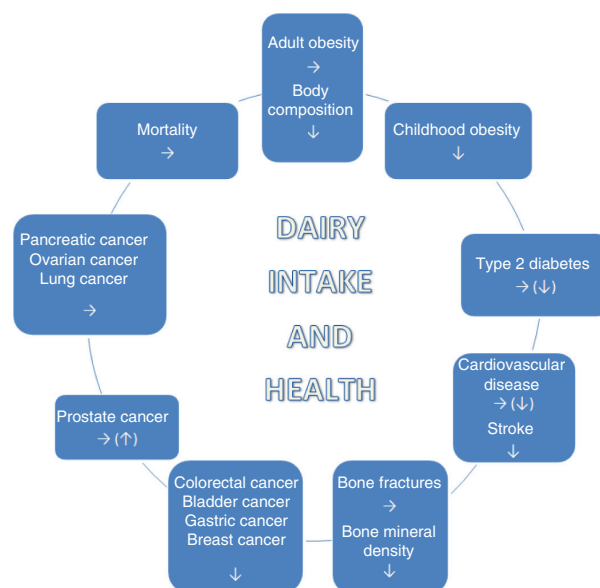 Adult obesity
→
Body
composition
↓
Childhood obesity
↓
Type 2 diabetes
→ (↓)
Cardiovascular
disease
→ (↓)
Stroke
↓
Bone fractures
→
Bone mineral
density
↓
Colorectal cancer
Bladder cancer
Gastric cancer
Breast cancer
↓
Prostate cancer
→ (↑)
Pancreatic cancer
Ovarian cancer
Lung cancer
→
Mortality
→
DAIRY
INTAKE
AND
HEALTH